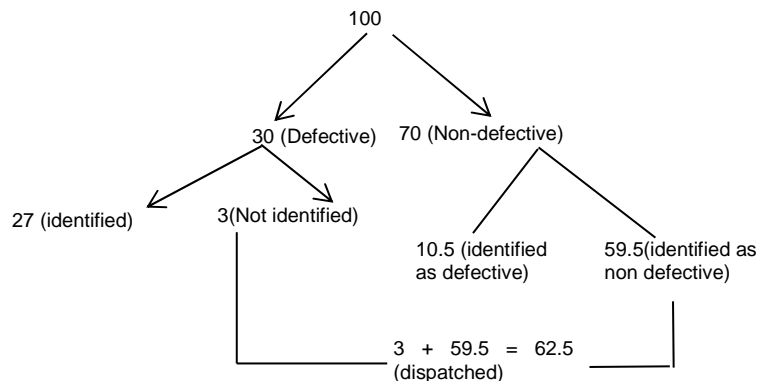 100
30 (Defective)
70 (Non-defective)
27 (identified)
3(Not identified)
10.5 (identified
as defective)
59.5(identified as
non defective)
3 + 59.5 = 62.5
(dispatched)